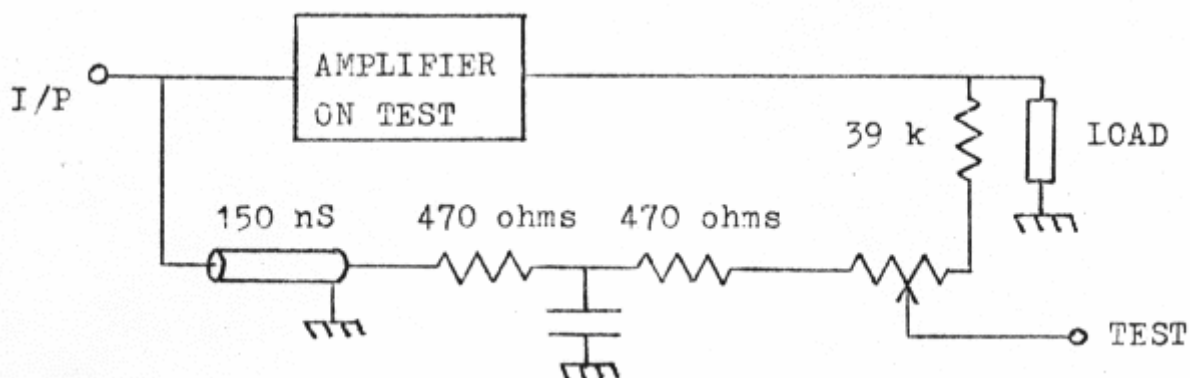 AMPLIFIER
ON TEST
I/P
39 k
LOAD
150 nS
470 ohms
470 ohms
TEST